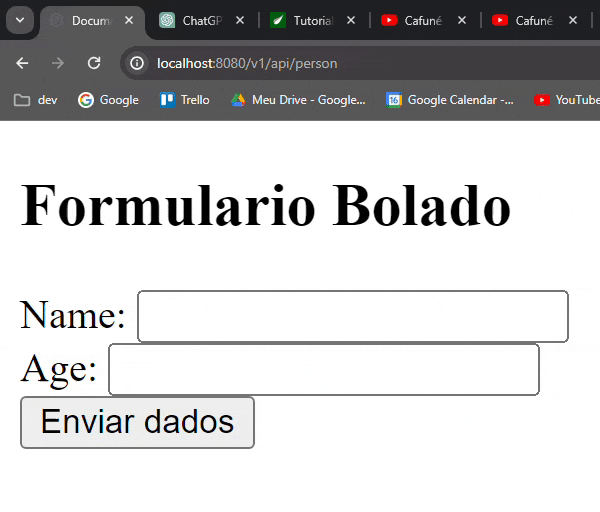 Docum ChatGP Tutorial Cafuné Cafuné
localhost:8080/v1/api/person
dev Google Trello Meu Drive - Google... Google Calendar -... YouTube
Formulario Bolado
Name:
Age:
Enviar dados